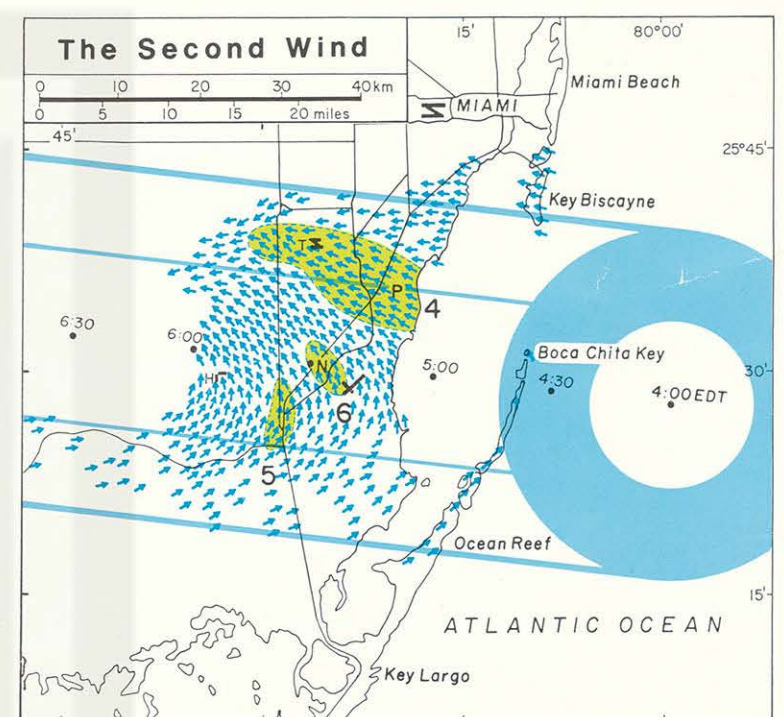 The Second Wind
0 10 20 30 40 km
0 5 10 15 20 miles
45'
15'
80°00'
Miami Beach
MIAMI
25°45'
Key Biscayne
T
P
4
6:30
6:00
5:00
Boca Chita Key
30'
4:30
4:00 EDT
H
N
6
5
Ocean Reef
15'
ATLANTIC OCEAN
Key Largo